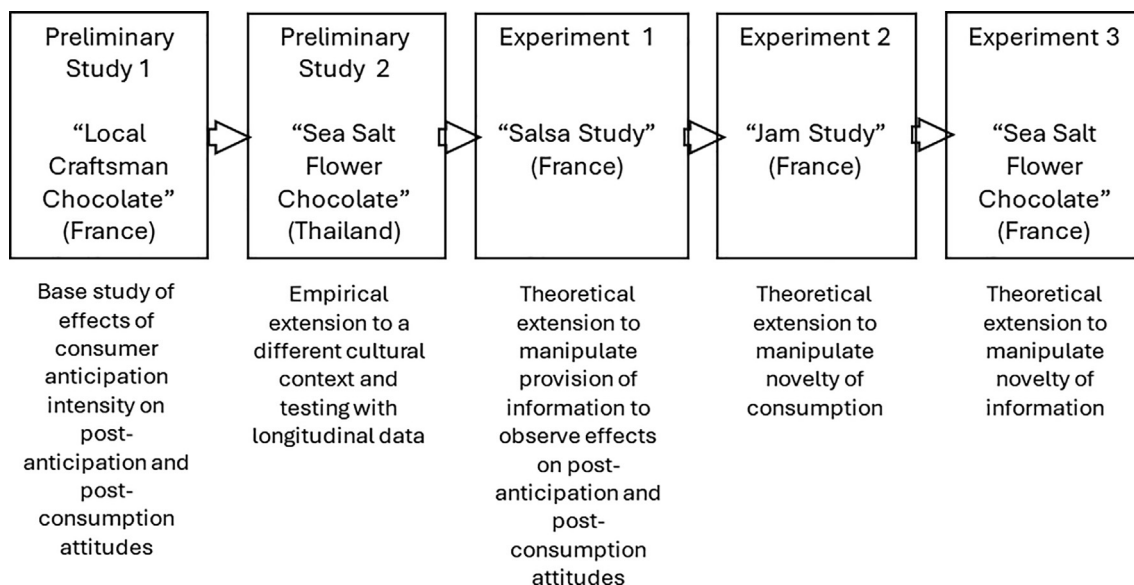 Preliminary
Study 1
“Local
Craftsman
Chocolate”
(France)
Preliminary
Study 2
“Sea Salt
Flower
Chocolate”
(Thailand)
Experiment 1
“Salsa Study”
(France)
Experiment 2
“Jam Study”
(France)
Experiment 3
“Sea Salt
Flower
Chocolate”
(France)
Base study of
effects of
consumer
anticipation
intensity on
post-
anticipation and
post-
consumption
attitudes
Empirical
extension to a
different cultural
context and
testing with
longitudinal data
Theoretical
extension to
manipulate
provision of
information to
observe effects
on post-
anticipation and
post-
consumption
attitudes
Theoretical
extension to
manipulate
novelty of
consumption
Theoretical
extension to
manipulate
novelty of
information